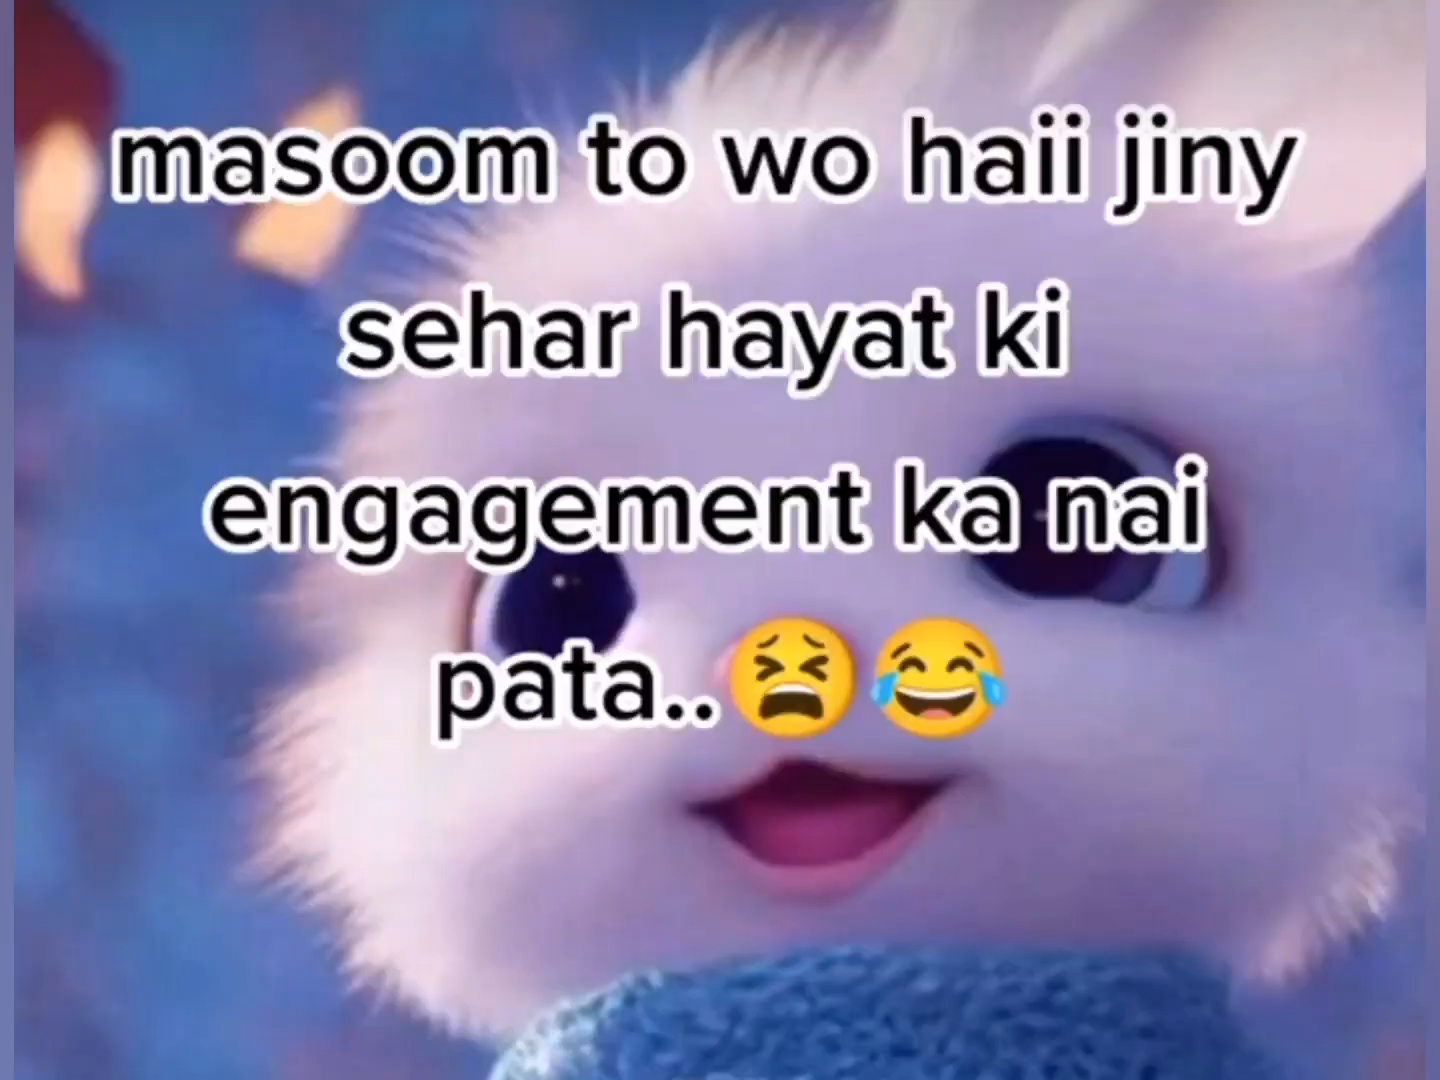 masoom to wo haii jiny
sehar hayat ki
engagement ka nai
pata..😫😂